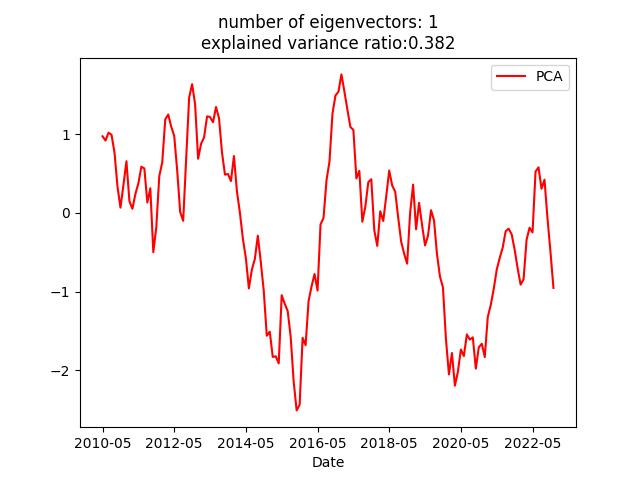 number of eigenvectors: 1
explained variance ratio:0.382
PCA
1
0
−1
−2
2010-05 2012-05 2014-05 2016-05 2018-05 2020-05 2022-05
Date